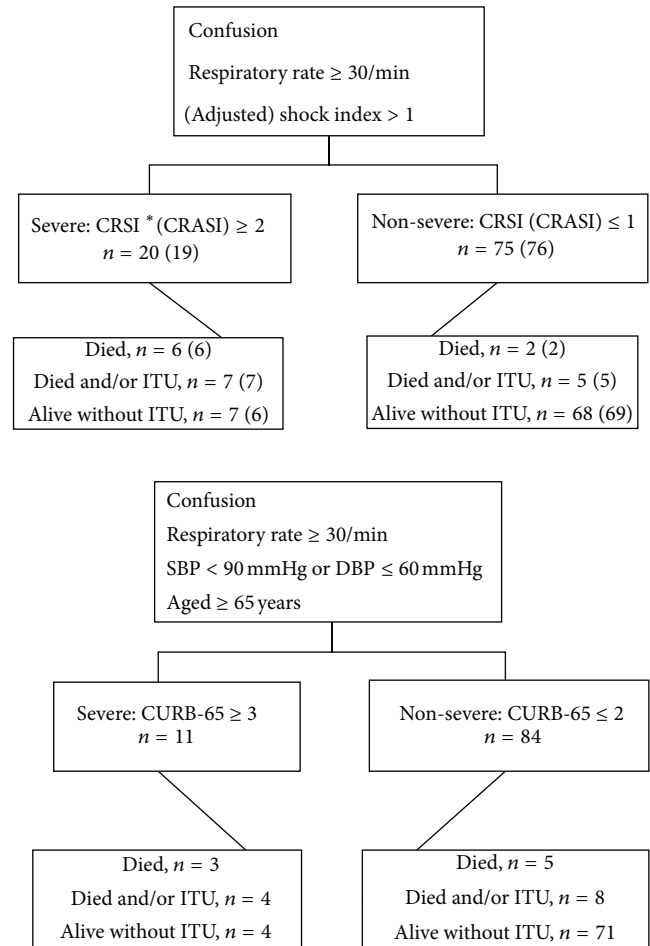 Confusion
Respiratory rate ≥ 30/min
(Adjusted) shock index > 1
Severe: CRSI *(CRASI) ≥ 2
n = 20 (19)
Non-severe: CRSI (CRASI) ≤ 1
n = 75 (76)
Died, n = 6 (6)
Died and/or ITU, n = 7 (7)
Alive without ITU, n = 7 (6)
Died, n = 2 (2)
Died and/or ITU, n = 5 (5)
Alive without ITU, n = 68 (69)
Confusion
Respiratory rate ≥ 30/min
SBP < 90 mmHg or DBP ≤ 60 mmHg
Aged ≥ 65 years
Severe: CURB-65 ≥ 3
n = 11
Non-severe: CURB-65 ≤ 2
n = 84
Died, n = 3
Died and/or ITU, n = 4
Alive without ITU, n = 4
Died, n = 5
Died and/or ITU, n = 8
Alive without ITU, n = 71